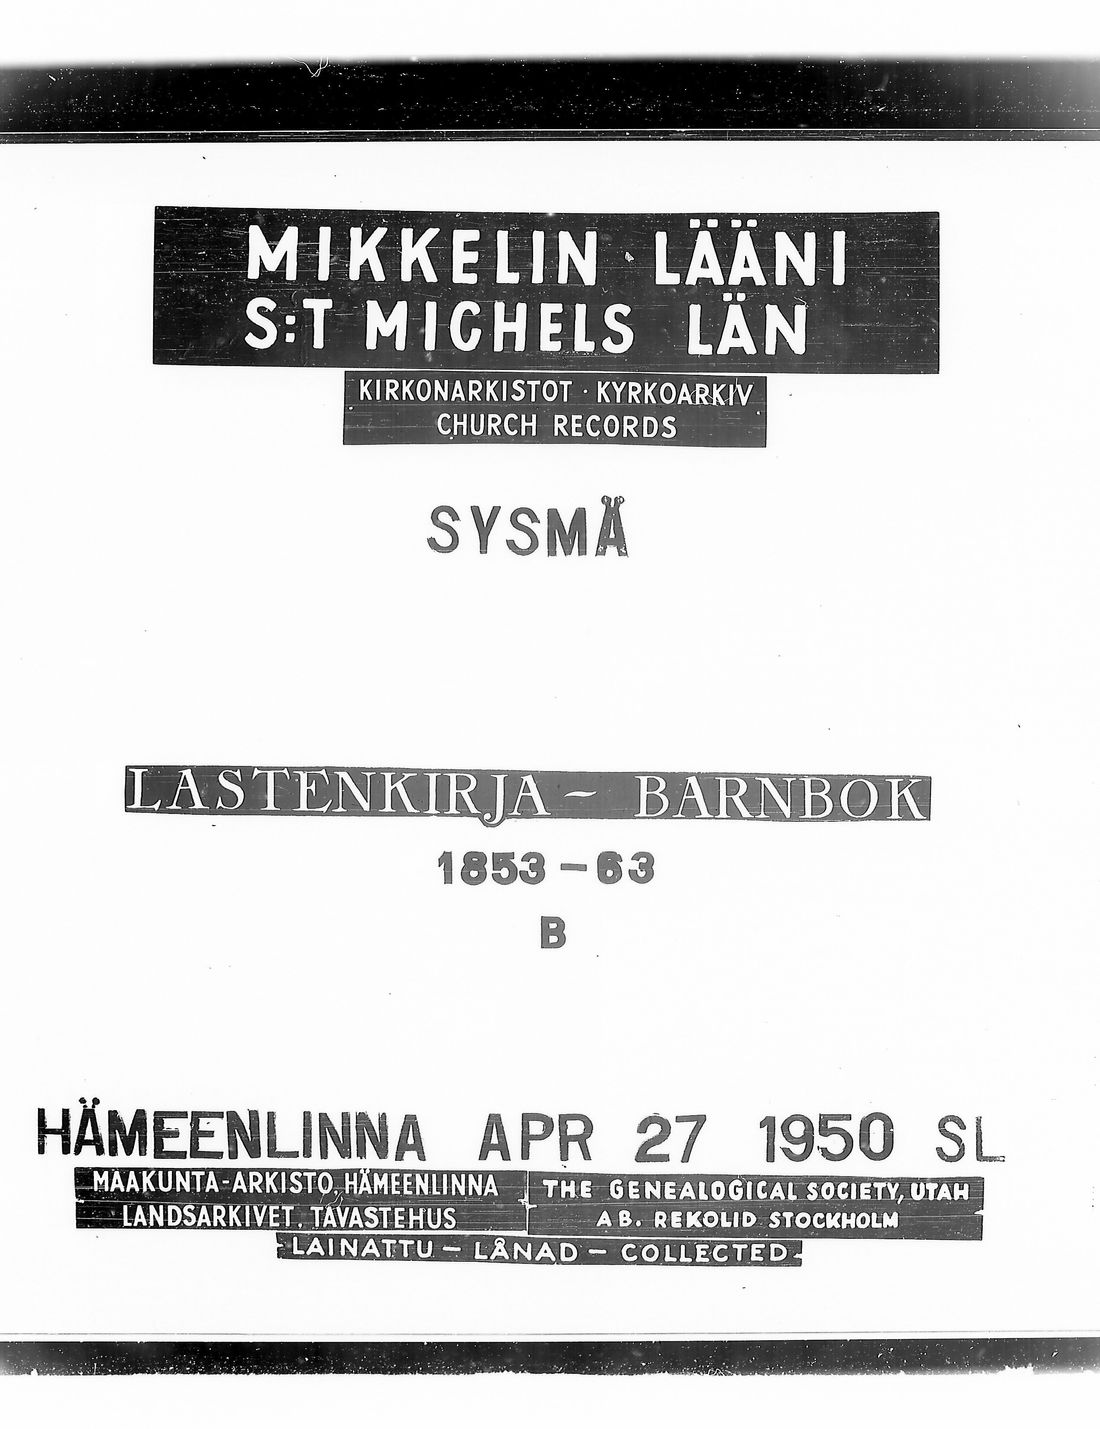 MIKKELIN LÄÄNI
S:T MICHELS LÄN
KIRKONARKISTOT · KYRKOARKIV
CHURCH RECORDS
SYSMÄ
LASTENKIRJA – BARNBOK
1853 – 63
B
HÄMEENLINNA APR 27 1950 SL
MAAKUNTA-ARKISTO, HÄMEENLINNA
LANDSARKIVET, TAVASTEHUS
THE GENEALOGICAL SOCIETY, UTAH
AB. REKOLID STOCKHOLM
LAINATTU – LÅNAD – COLLECTED